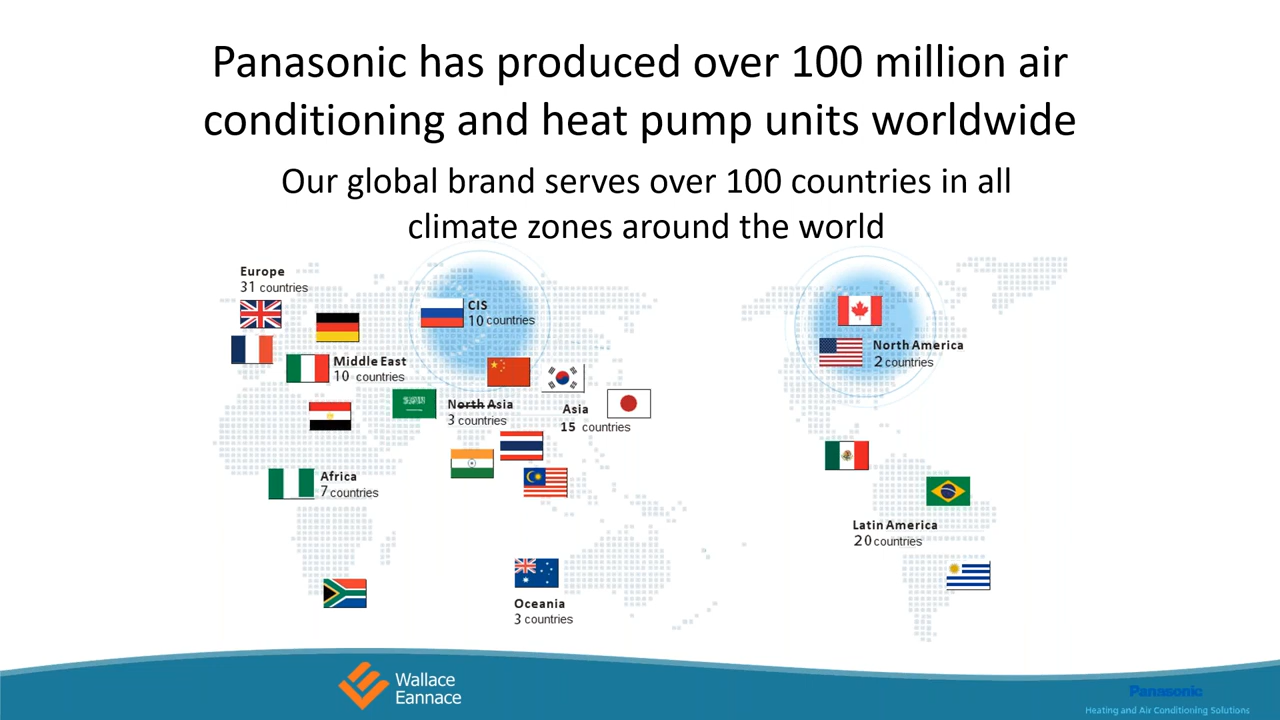 Panasonic has produced over 100 million air
conditioning and heat pump units worldwide
Our global brand serves over 100 countries in all
climate zones around the world
Europe
31 countries
CIS
10 countries
Middle East
10 countries
North America
2 countries
North Asia
3 countries
Asia
15 countries
Africa
7 countries
Latin America
20 countries
Oceania
3 countries
Wallace
Eannace
Panasonic
Heating and Air Conditioning Solutions